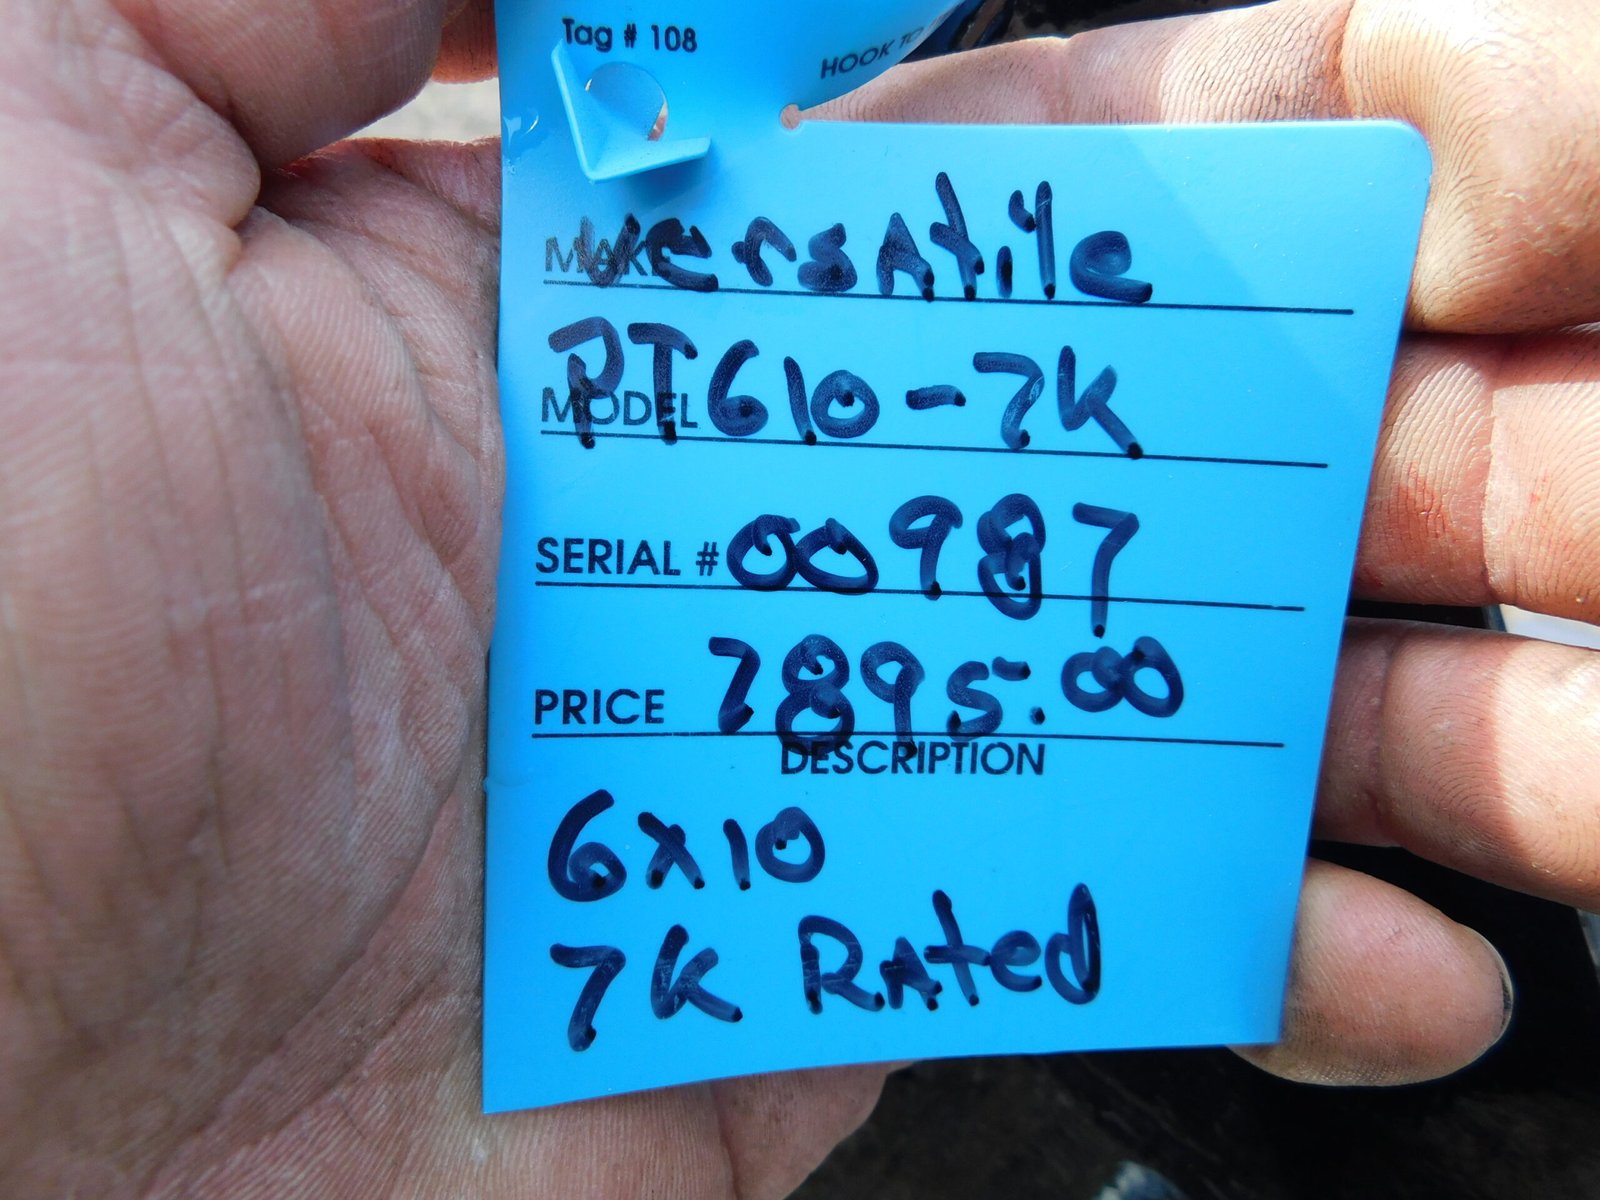 Tag # 108
HOOK TO
MAKE Versatile
MODEL PT610-7K
SERIAL # 00987
PRICE 7895.00
DESCRIPTION
6x10
7K Rated